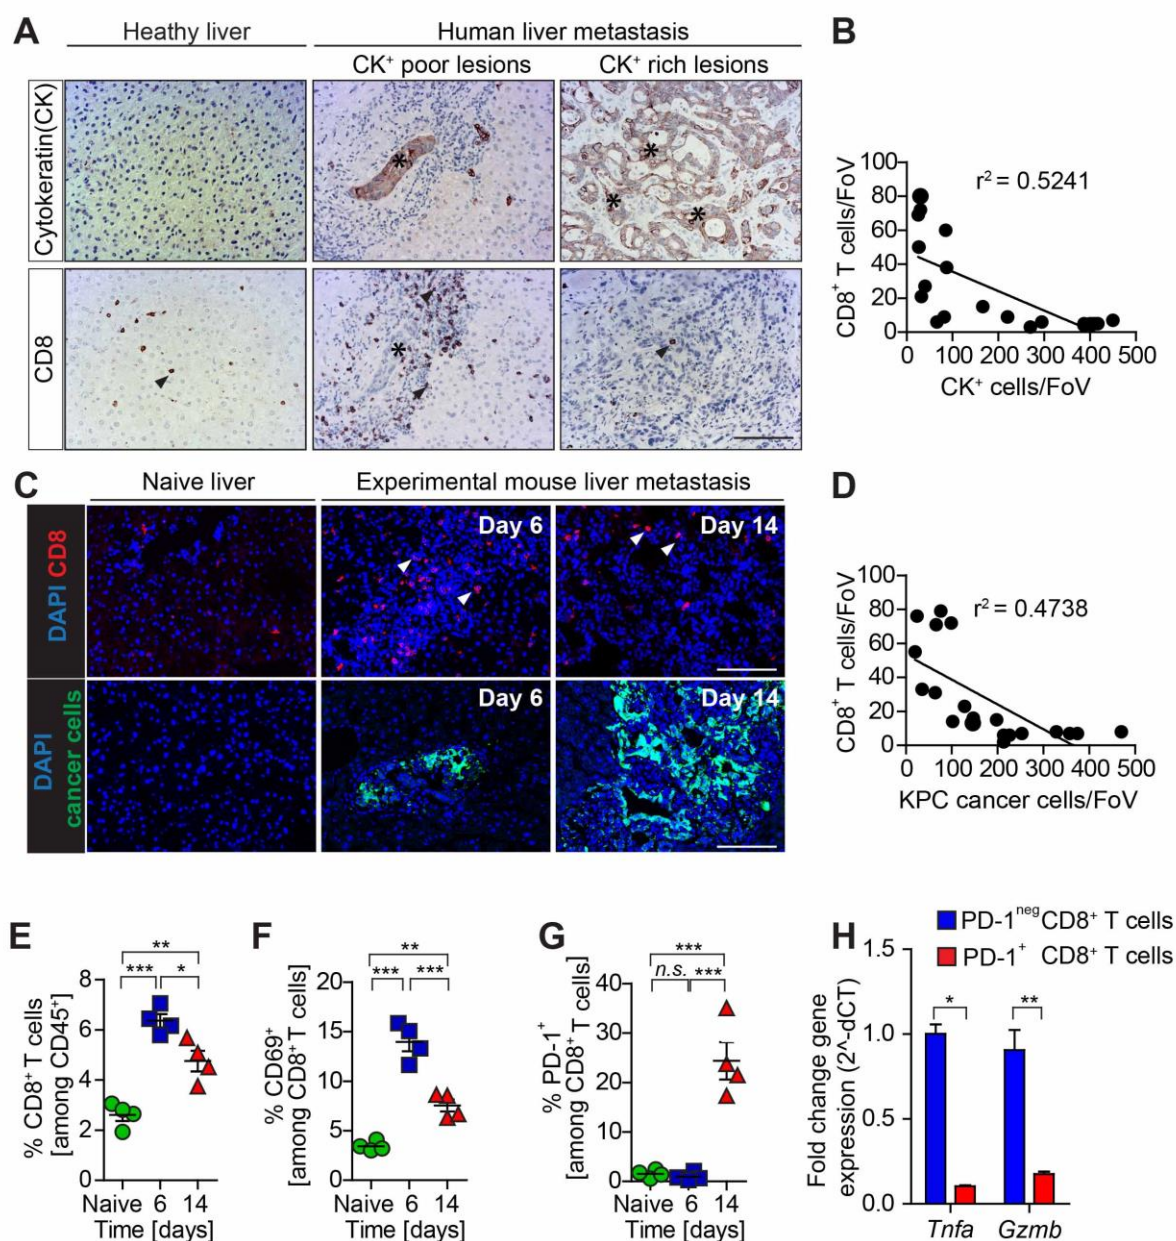 A
Heathy liver
Human liver metastasis
CK⁺ poor lesions
CK⁺ rich lesions
Cytokeratin(CK)
*
*
*
*
CD8
*
B
CD8⁺ T cells/FoV
100
80
60
40
20
0
r² = 0.5241
0 100 200 300 400 500
CK⁺ cells/FoV
C
Naive liver
Experimental mouse liver metastasis
DAPI CD8
Day 6
Day 14
DAPI
cancer cells
Day 6
Day 14
D
CD8⁺ T cells/FoV
100
80
60
40
20
0
r² = 0.4738
0 100 200 300 400 500
KPC cancer cells/FoV
E
% CD8⁺ T cells
[among CD45⁺]
8
6
4
2
0
**
*** *
Naive 6 14
Time [days]
F
% CD69⁺
[among CD8⁺ T cells]
20
15
10
5
0
**
*** ***
Naive 6 14
Time [days]
G
% PD-1⁺
[among CD8⁺ T cells]
40
30
20
10
0
***
n.s. ***
Naive 6 14
Time [days]
H
PD-1ⁿᵉᵍ CD8⁺ T cells
PD-1⁺ CD8⁺ T cells
Fold change gene
expression (2^-dCT)
1.5
1.0
0.5
0.0
* **
Tnfa Gzmb